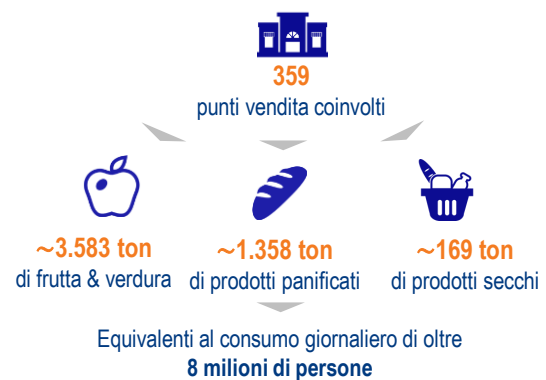 359
punti vendita coinvolti
~3.583 ton
di frutta & verdura
~1.358 ton
di prodotti panificati
~169 ton
di prodotti secchi
Equivalenti al consumo giornaliero di oltre
8 milioni di persone